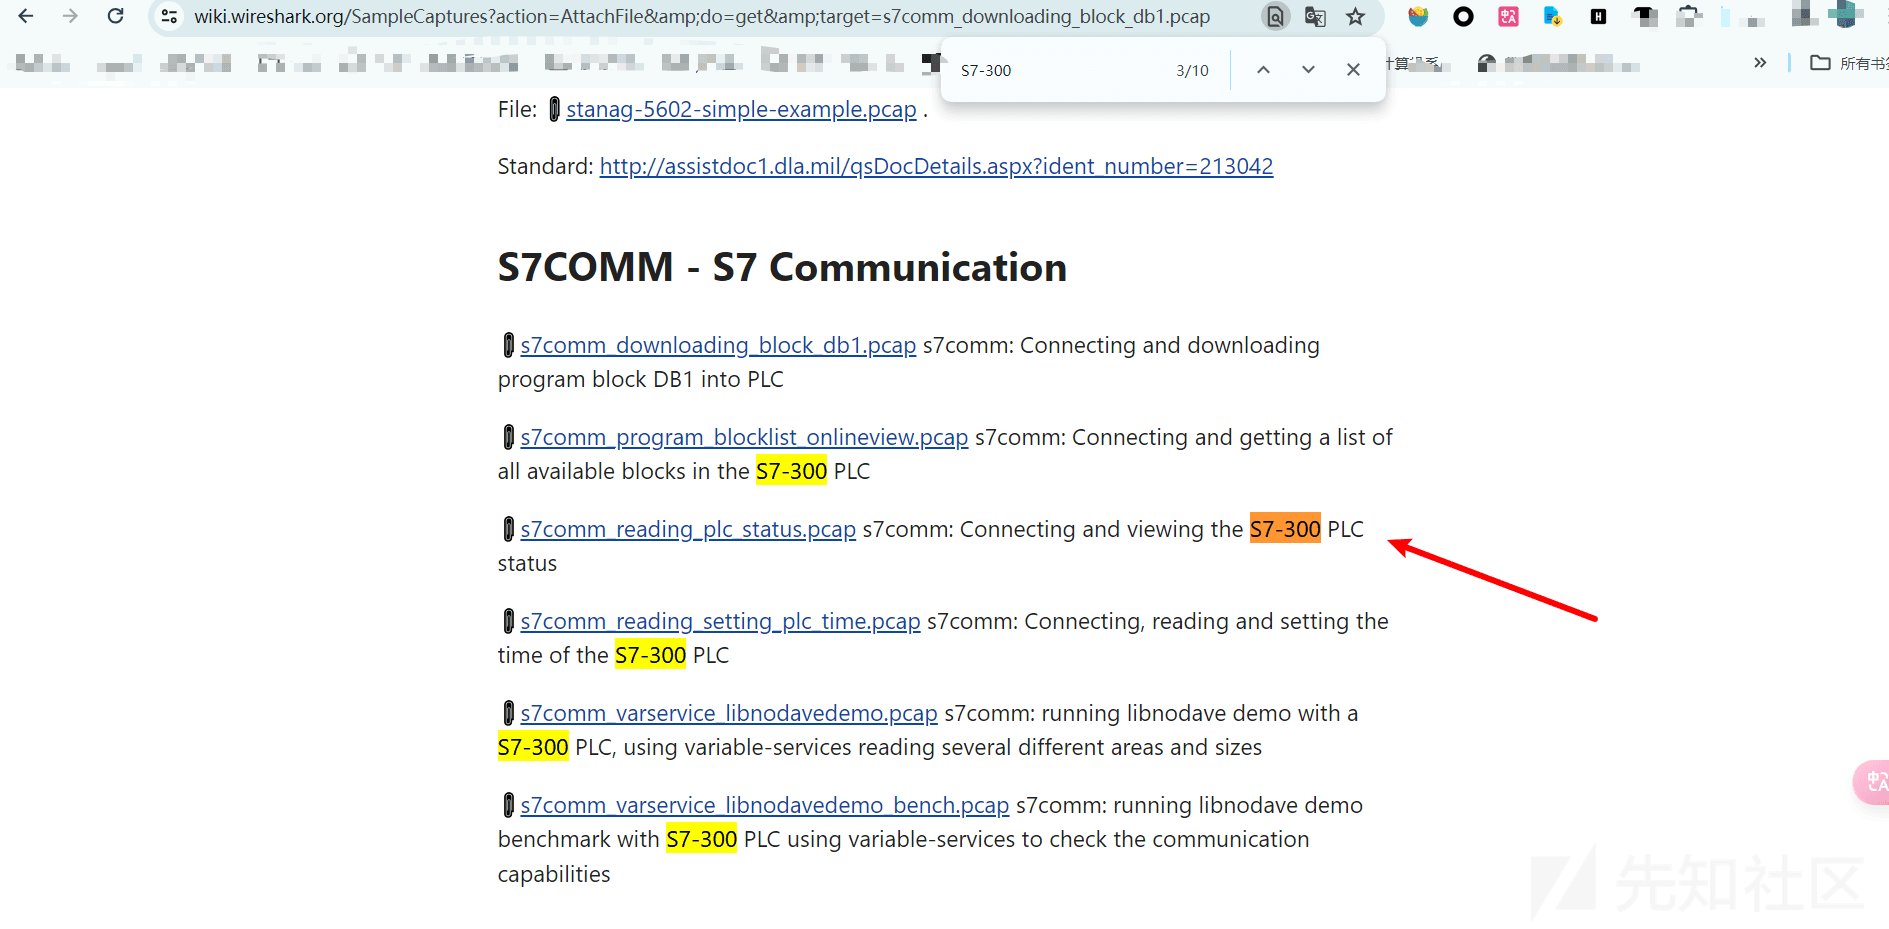 wiki.wireshark.org/SampleCaptures?action=AttachFile&amp;do=get&amp;target=s7comm_downloading_block_db1.pcap
S7-300 3/10
计算 系
» 所有书签
File: stanag-5602-simple-example.pcap .
Standard: http://assistdoc1.dla.mil/qsDocDetails.aspx?ident_number=213042
S7COMM - S7 Communication
s7comm_downloading_block_db1.pcap s7comm: Connecting and downloading
program block DB1 into PLC
s7comm_program_blocklist_onlineview.pcap s7comm: Connecting and getting a list of
all available blocks in the S7-300 PLC
s7comm_reading_plc_status.pcap s7comm: Connecting and viewing the S7-300 PLC
status
s7comm_reading_setting_plc_time.pcap s7comm: Connecting, reading and setting the
time of the S7-300 PLC
s7comm_varservice_libnodavedemo.pcap s7comm: running libnodave demo with a
S7-300 PLC, using variable-services reading several different areas and sizes
s7comm_varservice_libnodavedemo_bench.pcap s7comm: running libnodave demo
benchmark with S7-300 PLC using variable-services to check the communication
capabilities
先知社区